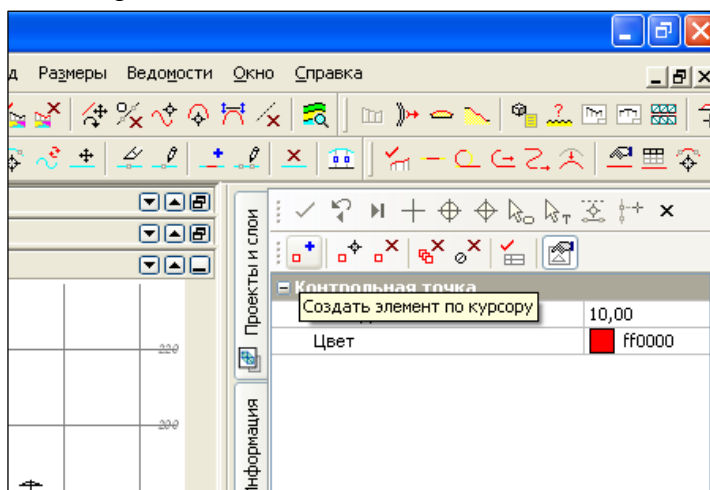 Размеры Ведомости Окно Справка
Проекты и слои
Контрольная точка
Создать элемент по курсору
10,00
Цвет
ff0000
220
200
Информация